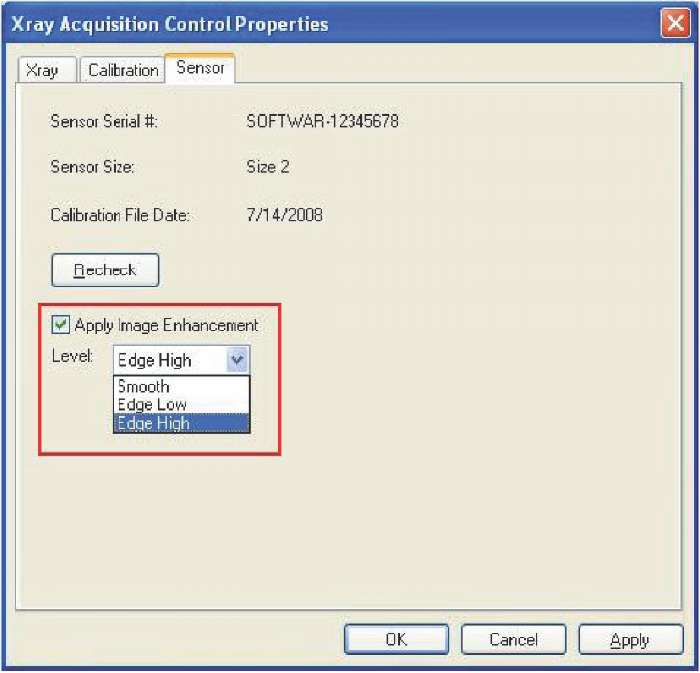 Xray Acquisition Control Properties
Xray Calibration Sensor
Sensor Serial #: SOFTWAR-12345678
Sensor Size: Size 2
Calibration File Date: 7/14/2008
Recheck
Apply Image Enhancement
Level: Edge High
Smooth
Edge Low
Edge High
OK Cancel Apply